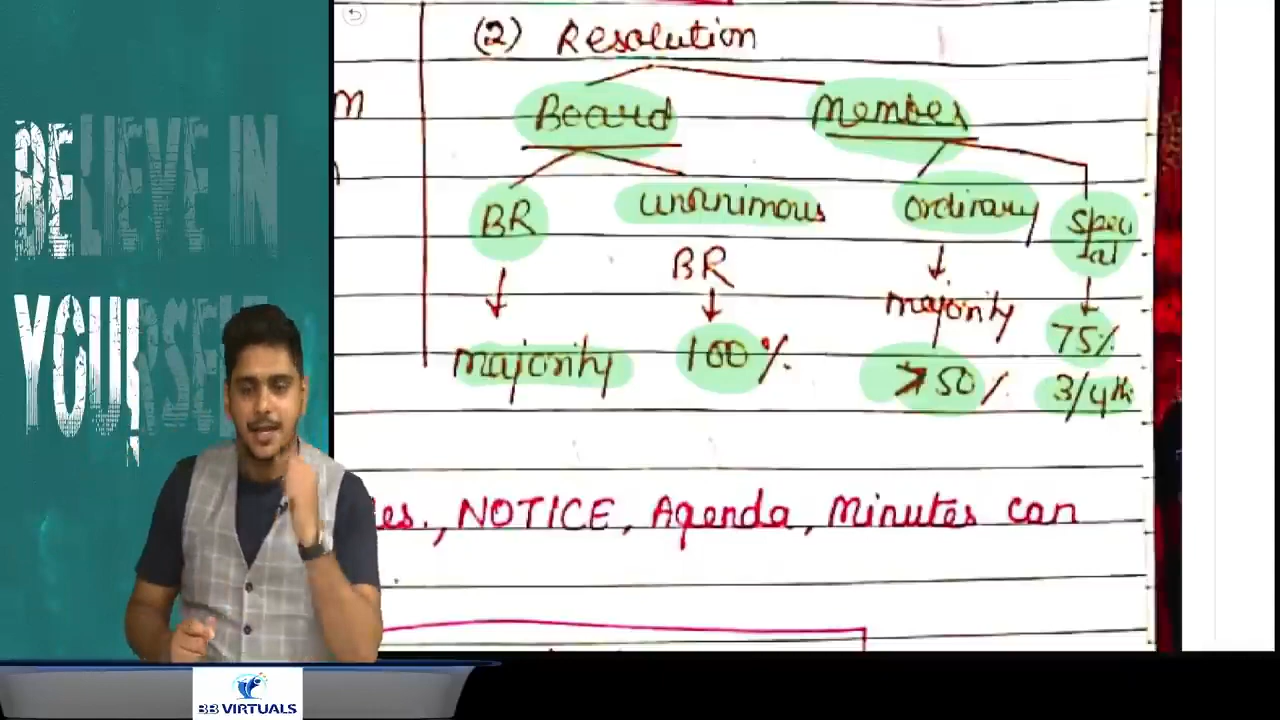 BELIEVE IN
YOURSELF
(2) Resolution
Board Member
BR unanimous ordinary special
BR
majority
majority 100% >50% 75%
3/4th
es., NOTICE, Agenda, Minutes can
BB VIRTUALS